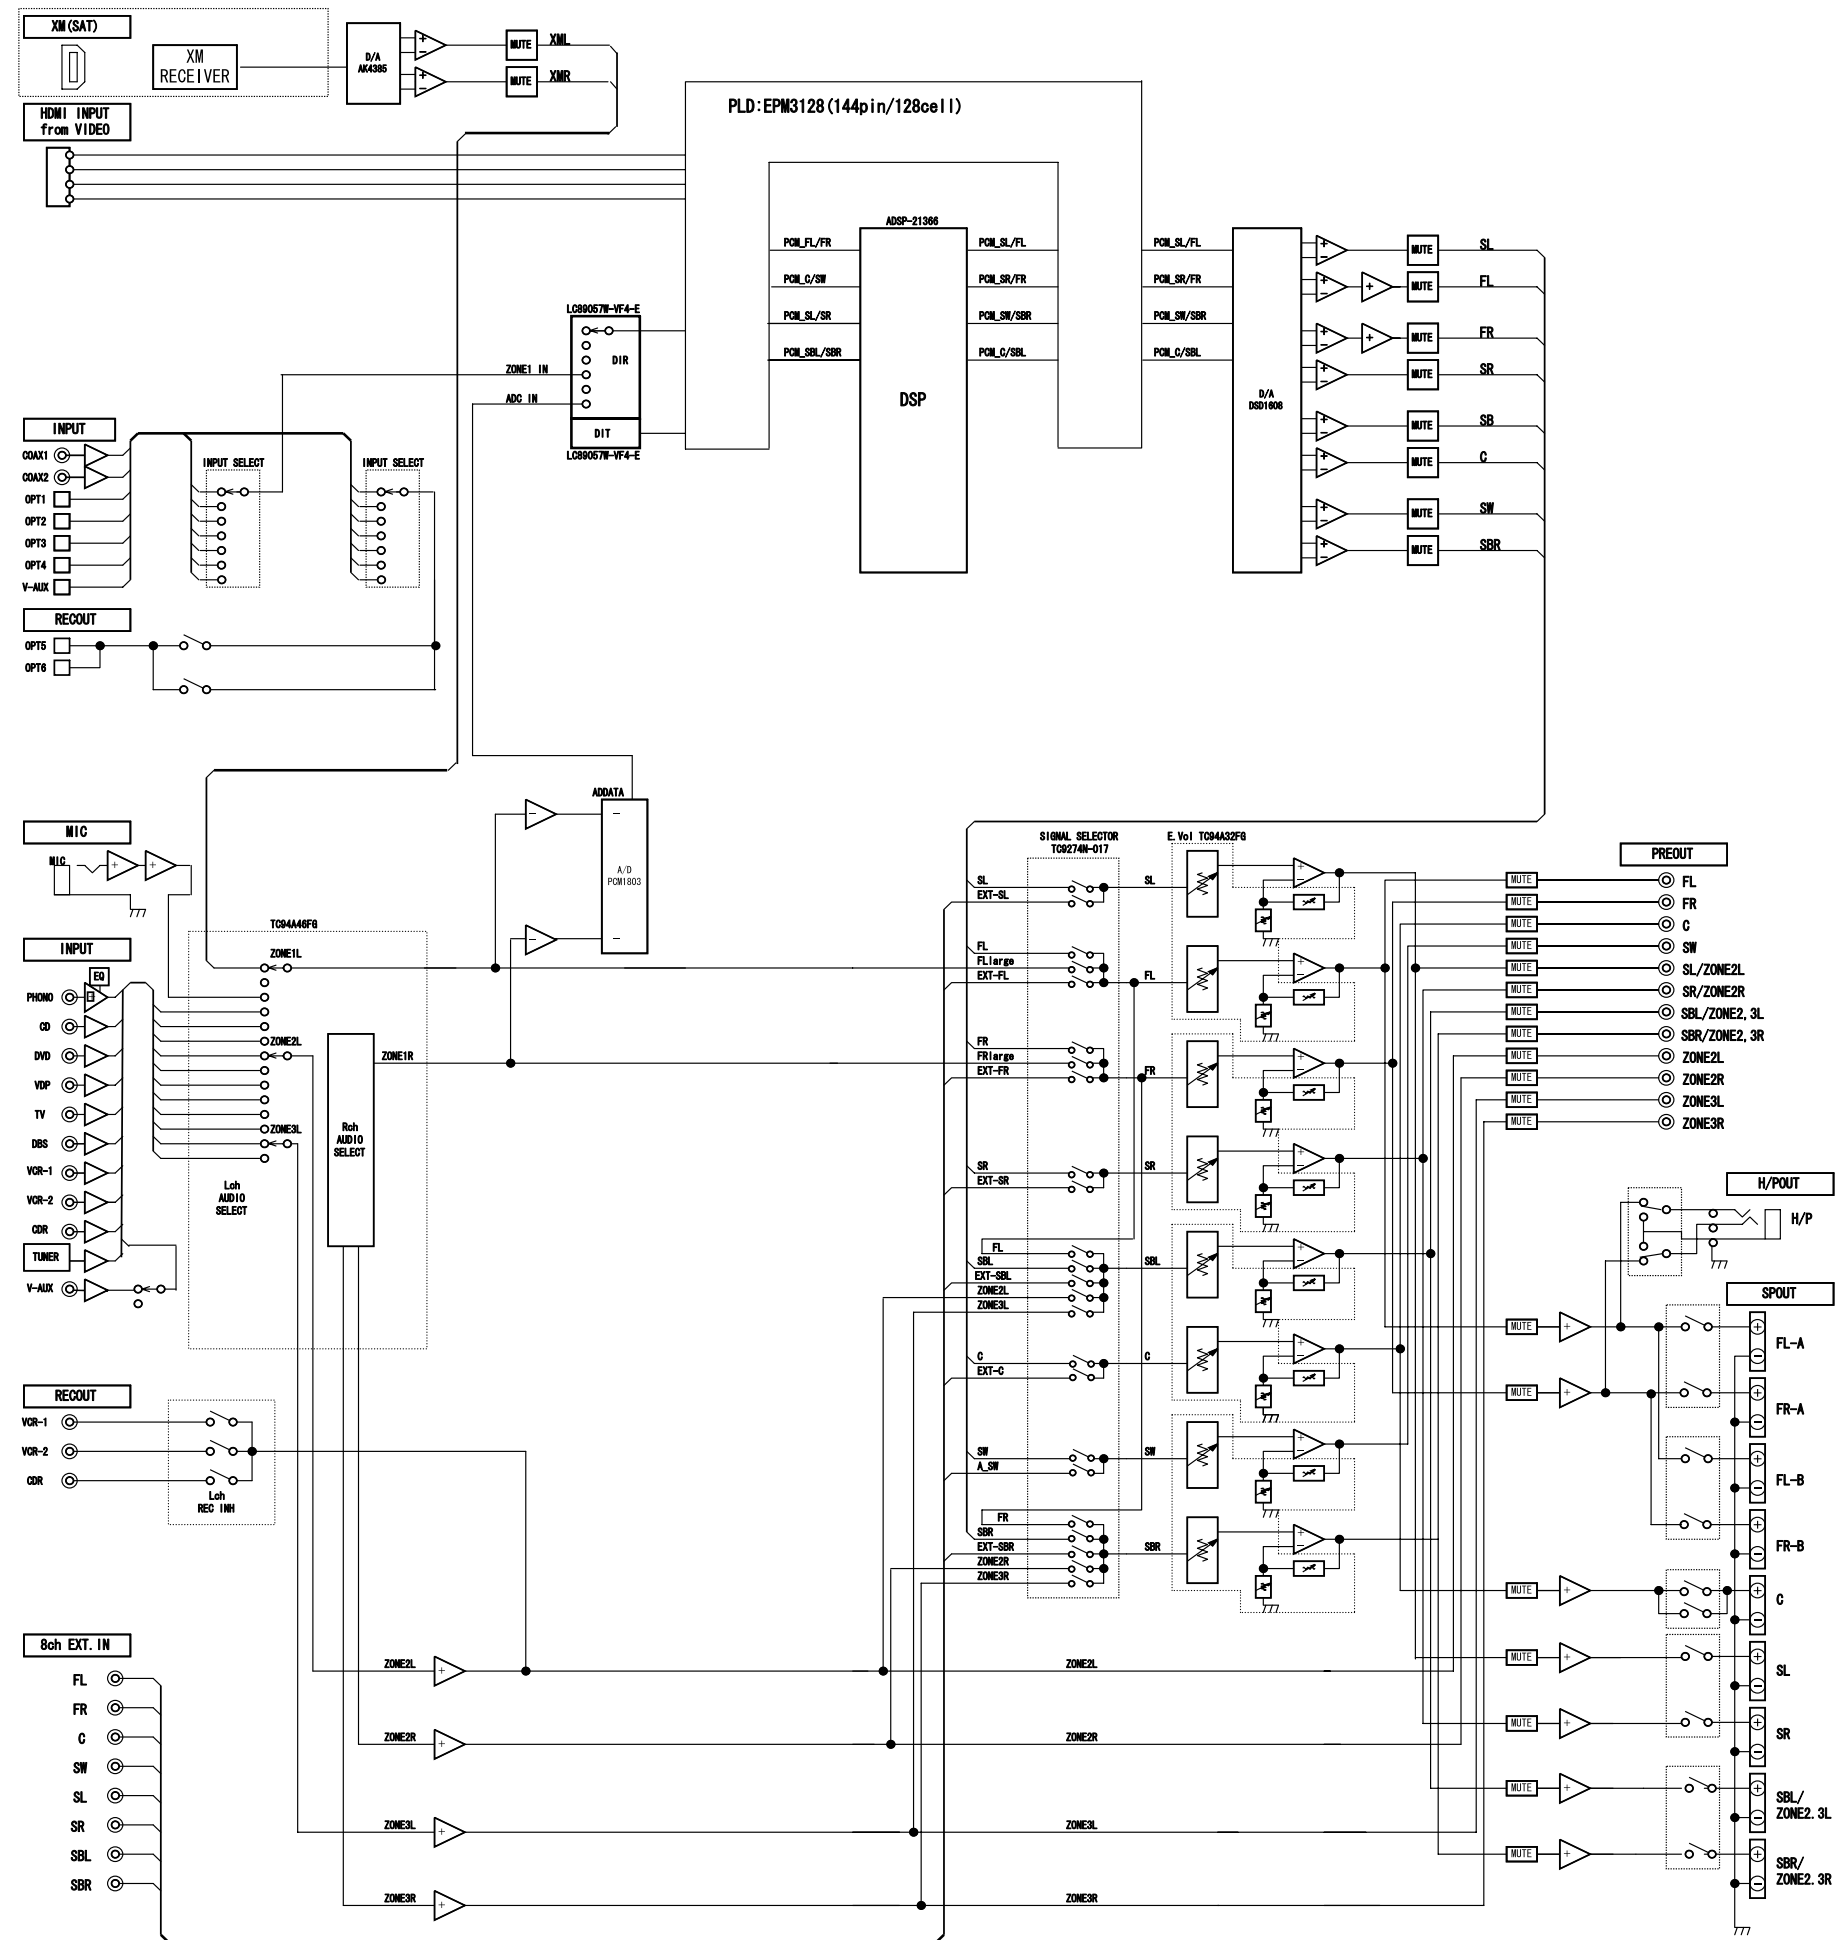 XM(SAT)
XM
RECEIVER
D/A
AK4385
+
−
+
−
MUTE
XML
MUTE
XMR
HDMI INPUT
from VIDEO
PLD:EPM3128(144pin/128cell)
ADSP-21366
PCM_FL/FR
PCM_C/SW
PCM_SL/SR
PCM_SBL/SBR
DSP
PCM_SL/FL
PCM_SR/FR
PCM_SW/SBR
PCM_C/SBL
PCM_SL/FL
PCM_SR/FR
PCM_SW/SBR
PCM_C/SBL
D/A
DSD1608
MUTE
SL
MUTE
FL
MUTE
FR
MUTE
SR
MUTE
SB
MUTE
C
MUTE
SW
MUTE
SBR
LC89057W-VF4-E
DIR
ZONE1 IN
ADC IN
DIT
LC89057W-VF4-E
INPUT
COAX1
COAX2
OPT1
OPT2
OPT3
OPT4
V-AUX
INPUT SELECT
INPUT SELECT
RECOUT
OPT5
OPT6
ADDATA
A/D
PCM1803
MIC
MIC
TC94A46FG
ZONE1L
ZONE2L
ZONE3L
Lch
AUDIO
SELECT
Rch
AUDIO
SELECT
ZONE1R
INPUT
EQ
PHONO
CD
DVD
VDP
TV
DBS
VCR-1
VCR-2
CDR
TUNER
V-AUX
RECOUT
VCR-1
VCR-2
CDR
Lch
REC INH
8ch EXT.IN
FL
FR
C
SW
SL
SR
SBL
SBR
ZONE2L
ZONE2R
ZONE3L
ZONE3R
ZONE2L
ZONE2R
ZONE3L
ZONE3R
SIGNAL SELECTOR
TC9274N-017
E.Vol TC94A32FG
SL
EXT-SL
SL
FL
FLlarge
EXT-FL
FL
FR
FRlarge
EXT-FR
FR
SR
EXT-SR
SR
FL
SBL
EXT-SBL
ZONE2L
ZONE3L
SBL
C
EXT-C
C
SW
A_SW
SW
FR
SBR
EXT-SBR
ZONE2R
ZONE3R
SBR
PREOUT
MUTE
FL
MUTE
FR
MUTE
C
MUTE
SW
MUTE
SL/ZONE2L
MUTE
SR/ZONE2R
MUTE
SBL/ZONE2,3L
MUTE
SBR/ZONE2,3R
MUTE
ZONE2L
MUTE
ZONE2R
MUTE
ZONE3L
MUTE
ZONE3R
H/POUT
H/P
SPOUT
MUTE
FL-A
MUTE
FR-A
FL-B
FR-B
MUTE
C
MUTE
SL
MUTE
SR
MUTE
SBL/
ZONE2.3L
MUTE
SBR/
ZONE2.3R